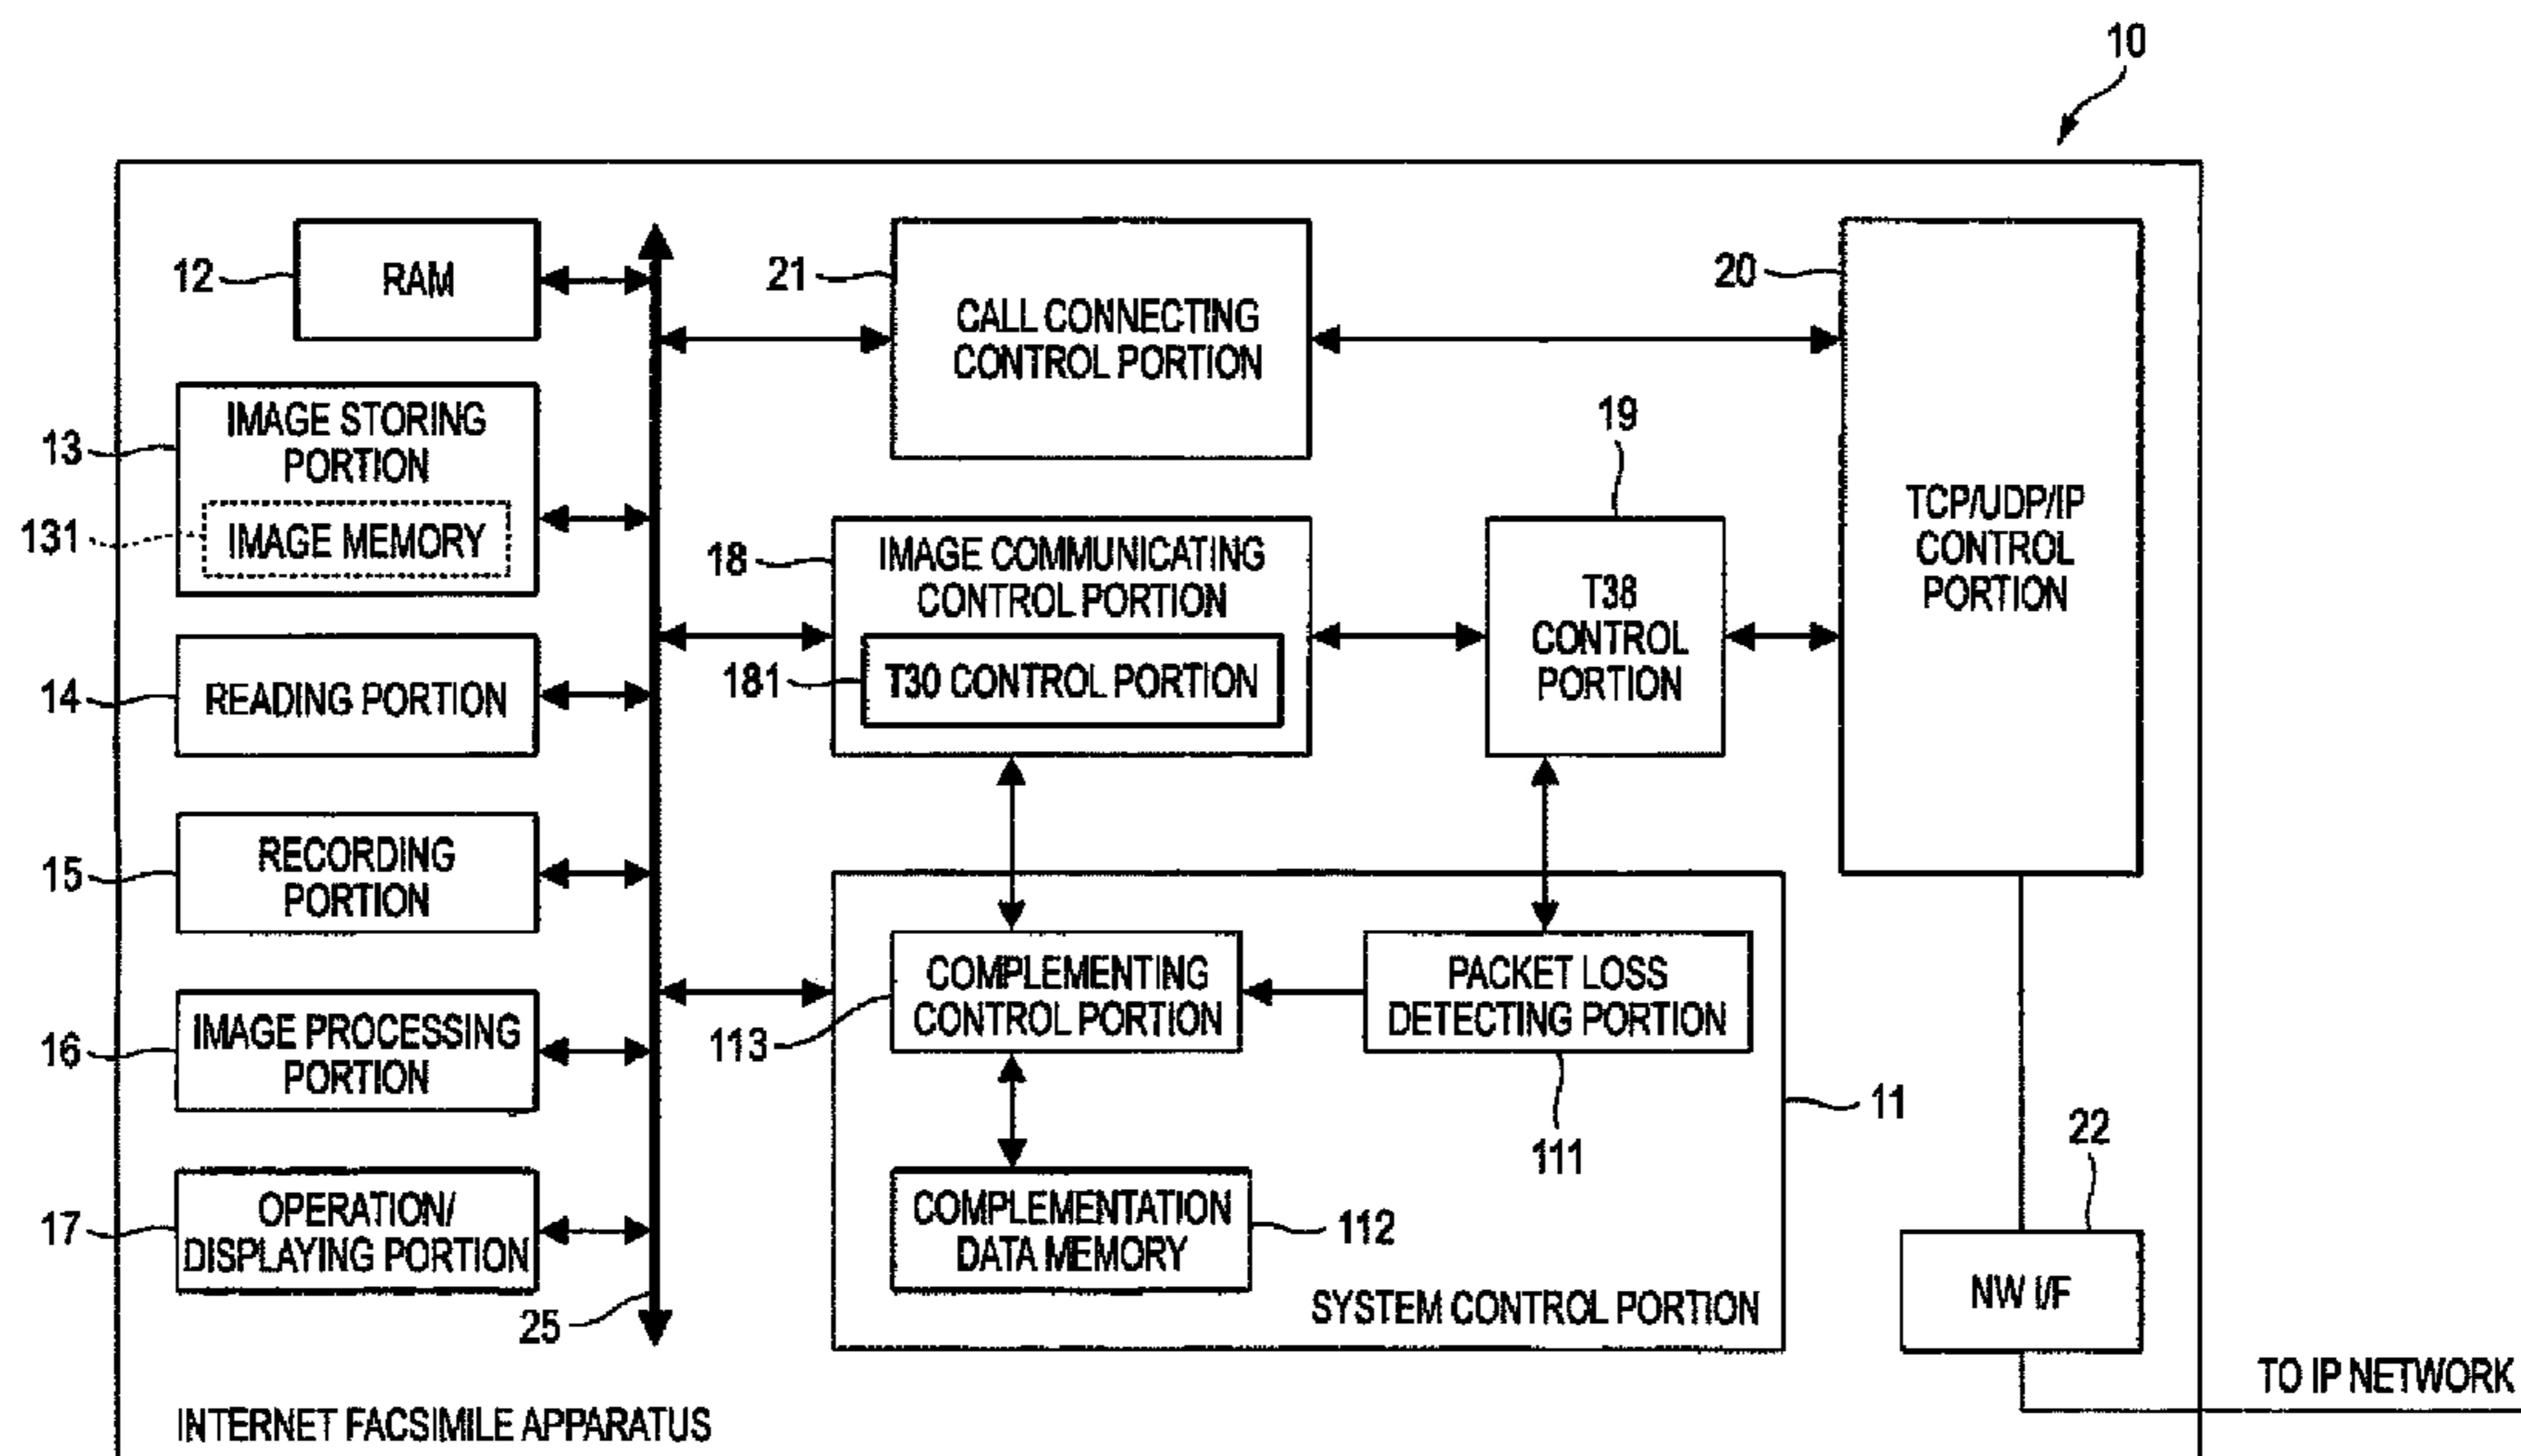 10
12
RAM
21
CALL CONNECTING
CONTROL PORTION
20
TCP/UDP/IP
CONTROL
PORTION
13
IMAGE STORING
PORTION
131
IMAGE MEMORY
18
IMAGE COMMUNICATING
CONTROL PORTION
181
T30 CONTROL PORTION
19
T38
CONTROL
PORTION
14
READING PORTION
15
RECORDING
PORTION
16
IMAGE PROCESSING
PORTION
17
OPERATION/
DISPLAYING PORTION
25
113
COMPLEMENTING
CONTROL PORTION
PACKET LOSS
DETECTING PORTION
111
11
COMPLEMENTATION
DATA MEMORY
112
SYSTEM CONTROL PORTION
22
NW I/F
TO IP NETWORK
INTERNET FACSIMILE APPARATUS